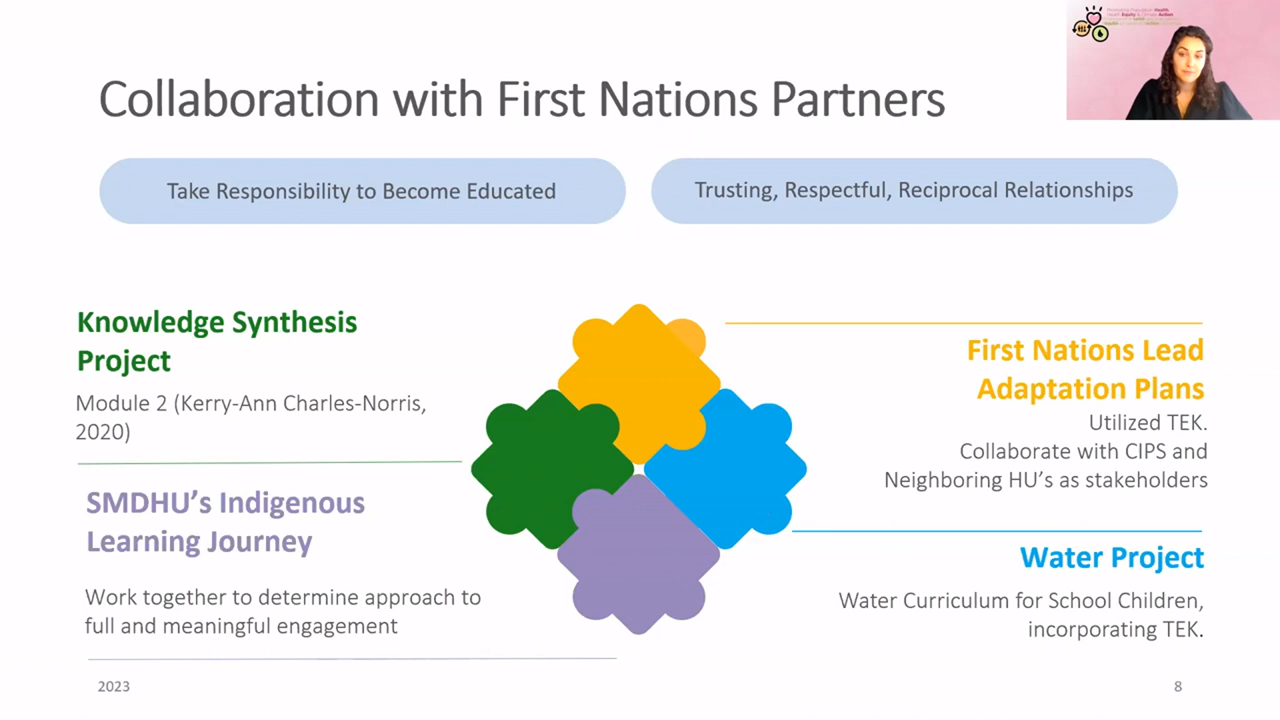 Collaboration with First Nations Partners
Take Responsibility to Become Educated
Trusting, Respectful, Reciprocal Relationships
Knowledge Synthesis
Project
Module 2 (Kerry-Ann Charles-Norris,
2020)
SMDHU’s Indigenous
Learning Journey
Work together to determine approach to
full and meaningful engagement
First Nations Lead
Adaptation Plans
Utilized TEK.
Collaborate with CIPS and
Neighboring HU’s as stakeholders
Water Project
Water Curriculum for School Children,
incorporating TEK.
2023
8